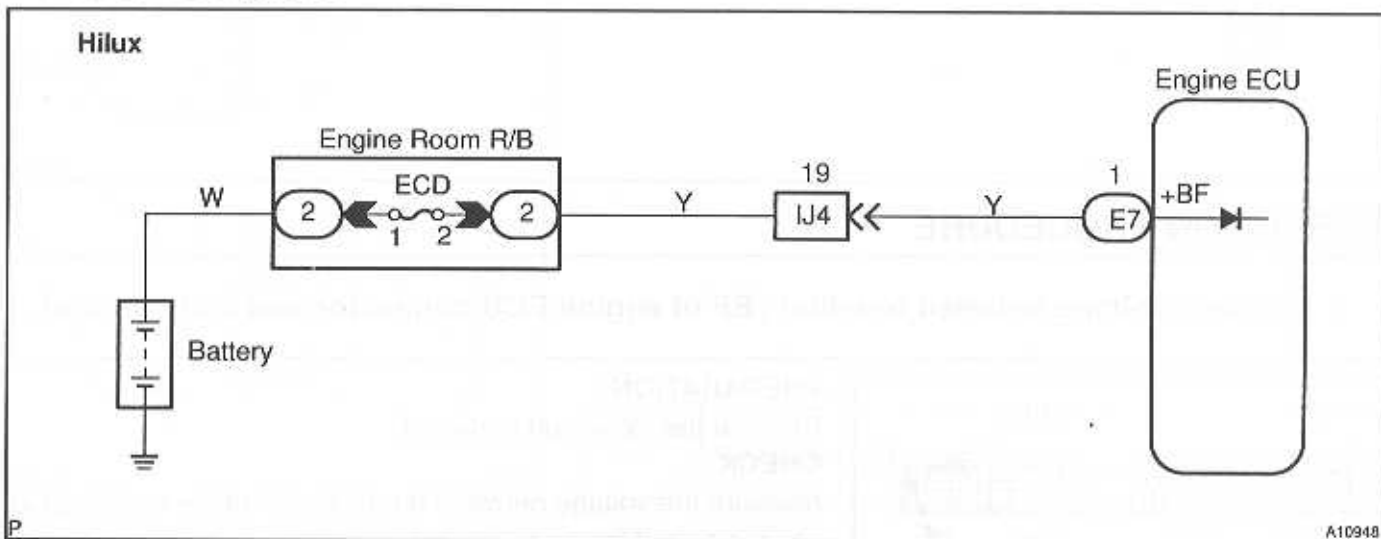 Hilux
Engine ECU
Engine Room R/B
ECD
W
2
1
2
2
Y
19
IJ4
Y
1
E7
+BF
Battery
P
A10948